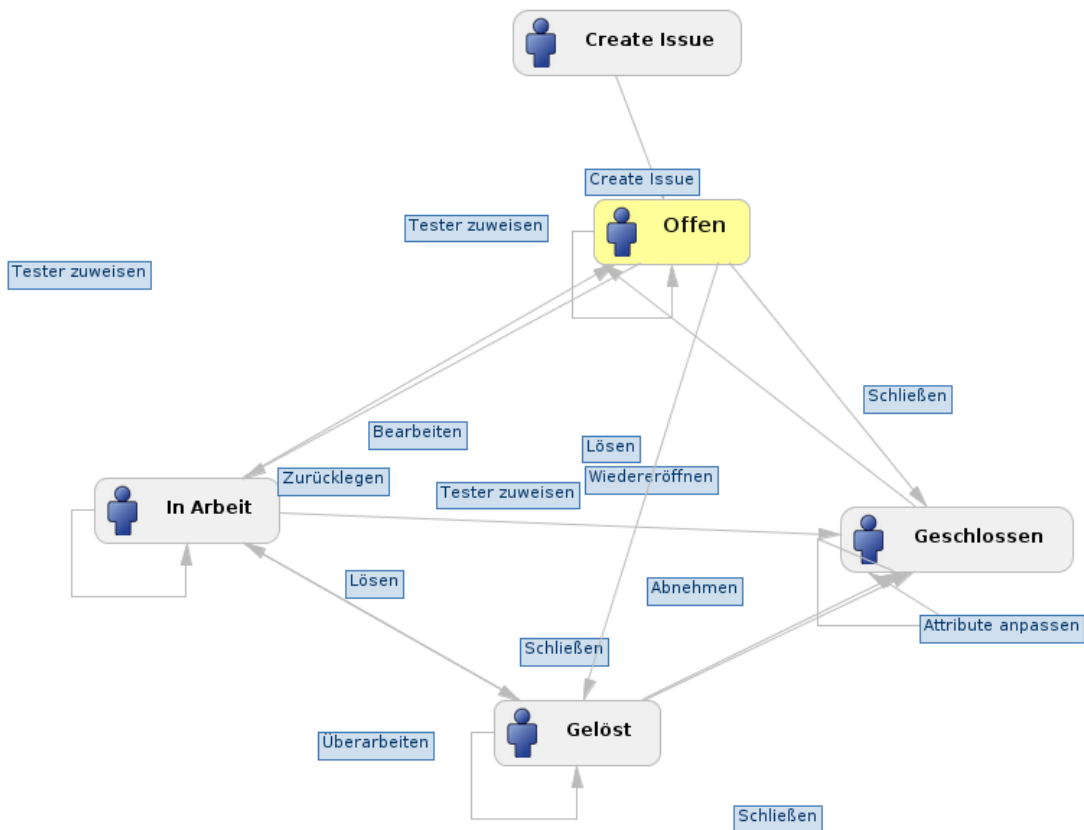 Create Issue
Create Issue
Tester zuweisen
Offen
Tester zuweisen
Schließen
Bearbeiten
Lösen
Zurücklegen
Wiedereröffnen
Tester zuweisen
In Arbeit
Geschlossen
Lösen
Abnehmen
Attribute anpassen
Schließen
Gelöst
Überarbeiten
Schließen